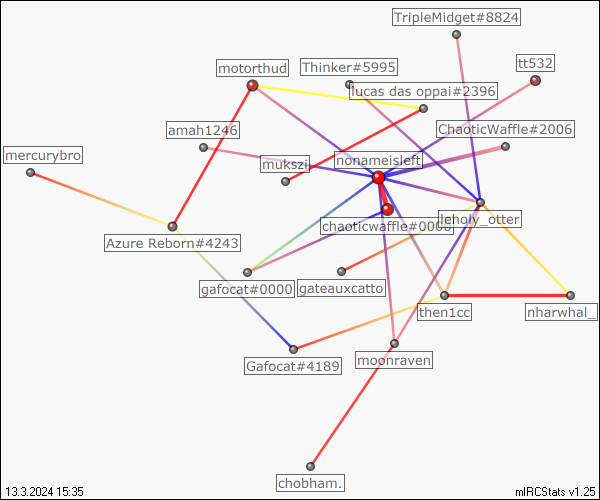 TripleMidget#8824
tt532
motorthud
Thinker#5995
lucas das oppai#2396
amah1246
ChaoticWaffle#2006
mercurybro
mukszi
nonameisleft
Azure Reborn#4243
chaoticwaffle#0000
leholy_otter
gafocat#0000
gateauxcatto
then1cc
nharwhal_
Gafocat#4189
moonraven
chobham.
13.3.2024 15:35
mIRCStats v1.25